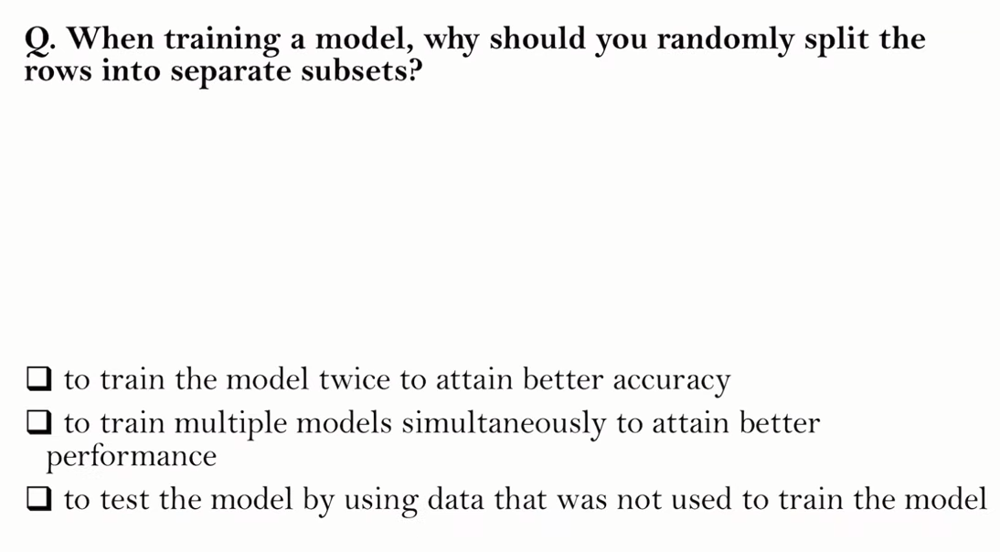 Q. When training a model, why should you randomly split the
rows into separate subsets?
❑ to train the model twice to attain better accuracy
❑ to train multiple models simultaneously to attain better
performance
❑ to test the model by using data that was not used to train the model